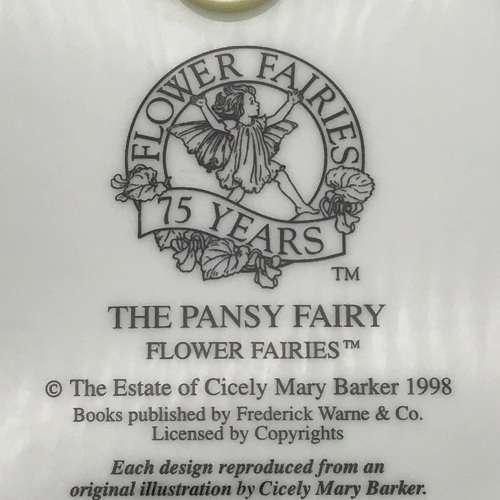 FLOWER FAIRIES
75 YEARS
TM
THE PANSY FAIRY
FLOWER FAIRIES™
© The Estate of Cicely Mary Barker 1998
Books published by Frederick Warne & Co.
Licensed by Copyrights
Each design reproduced from an
original illustration by Cicely Mary Barker.